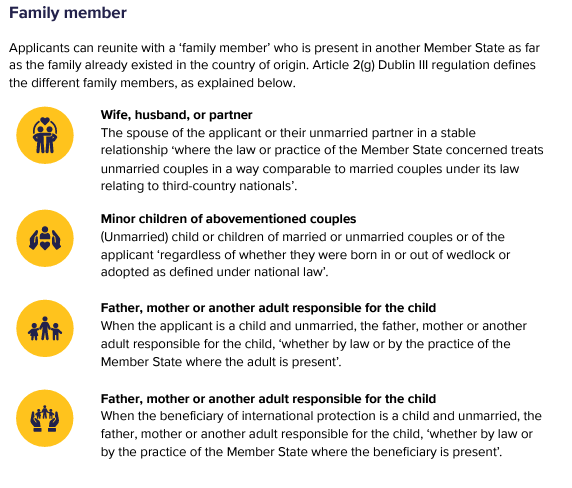 Family member
Applicants can reunite with a ‘family member’ who is present in another Member State as far
as the family already existed in the country of origin. Article 2(g) Dublin III regulation defines
the different family members, as explained below.
Wife, husband, or partner
The spouse of the applicant or their unmarried partner in a stable
relationship ‘where the law or practice of the Member State concerned treats
unmarried couples in a way comparable to married couples under its law
relating to third-country nationals’.
Minor children of abovementioned couples
(Unmarried) child or children of married or unmarried couples or of the
applicant ‘regardless of whether they were born in or out of wedlock or
adopted as defined under national law’.
Father, mother or another adult responsible for the child
When the applicant is a child and unmarried, the father, mother or another
adult responsible for the child, ‘whether by law or by the practice of the
Member State where the adult is present’.
Father, mother or another adult responsible for the child
When the beneficiary of international protection is a child and unmarried, the
father, mother or another adult responsible for the child, ‘whether by law or
by the practice of the Member State where the beneficiary is present’.